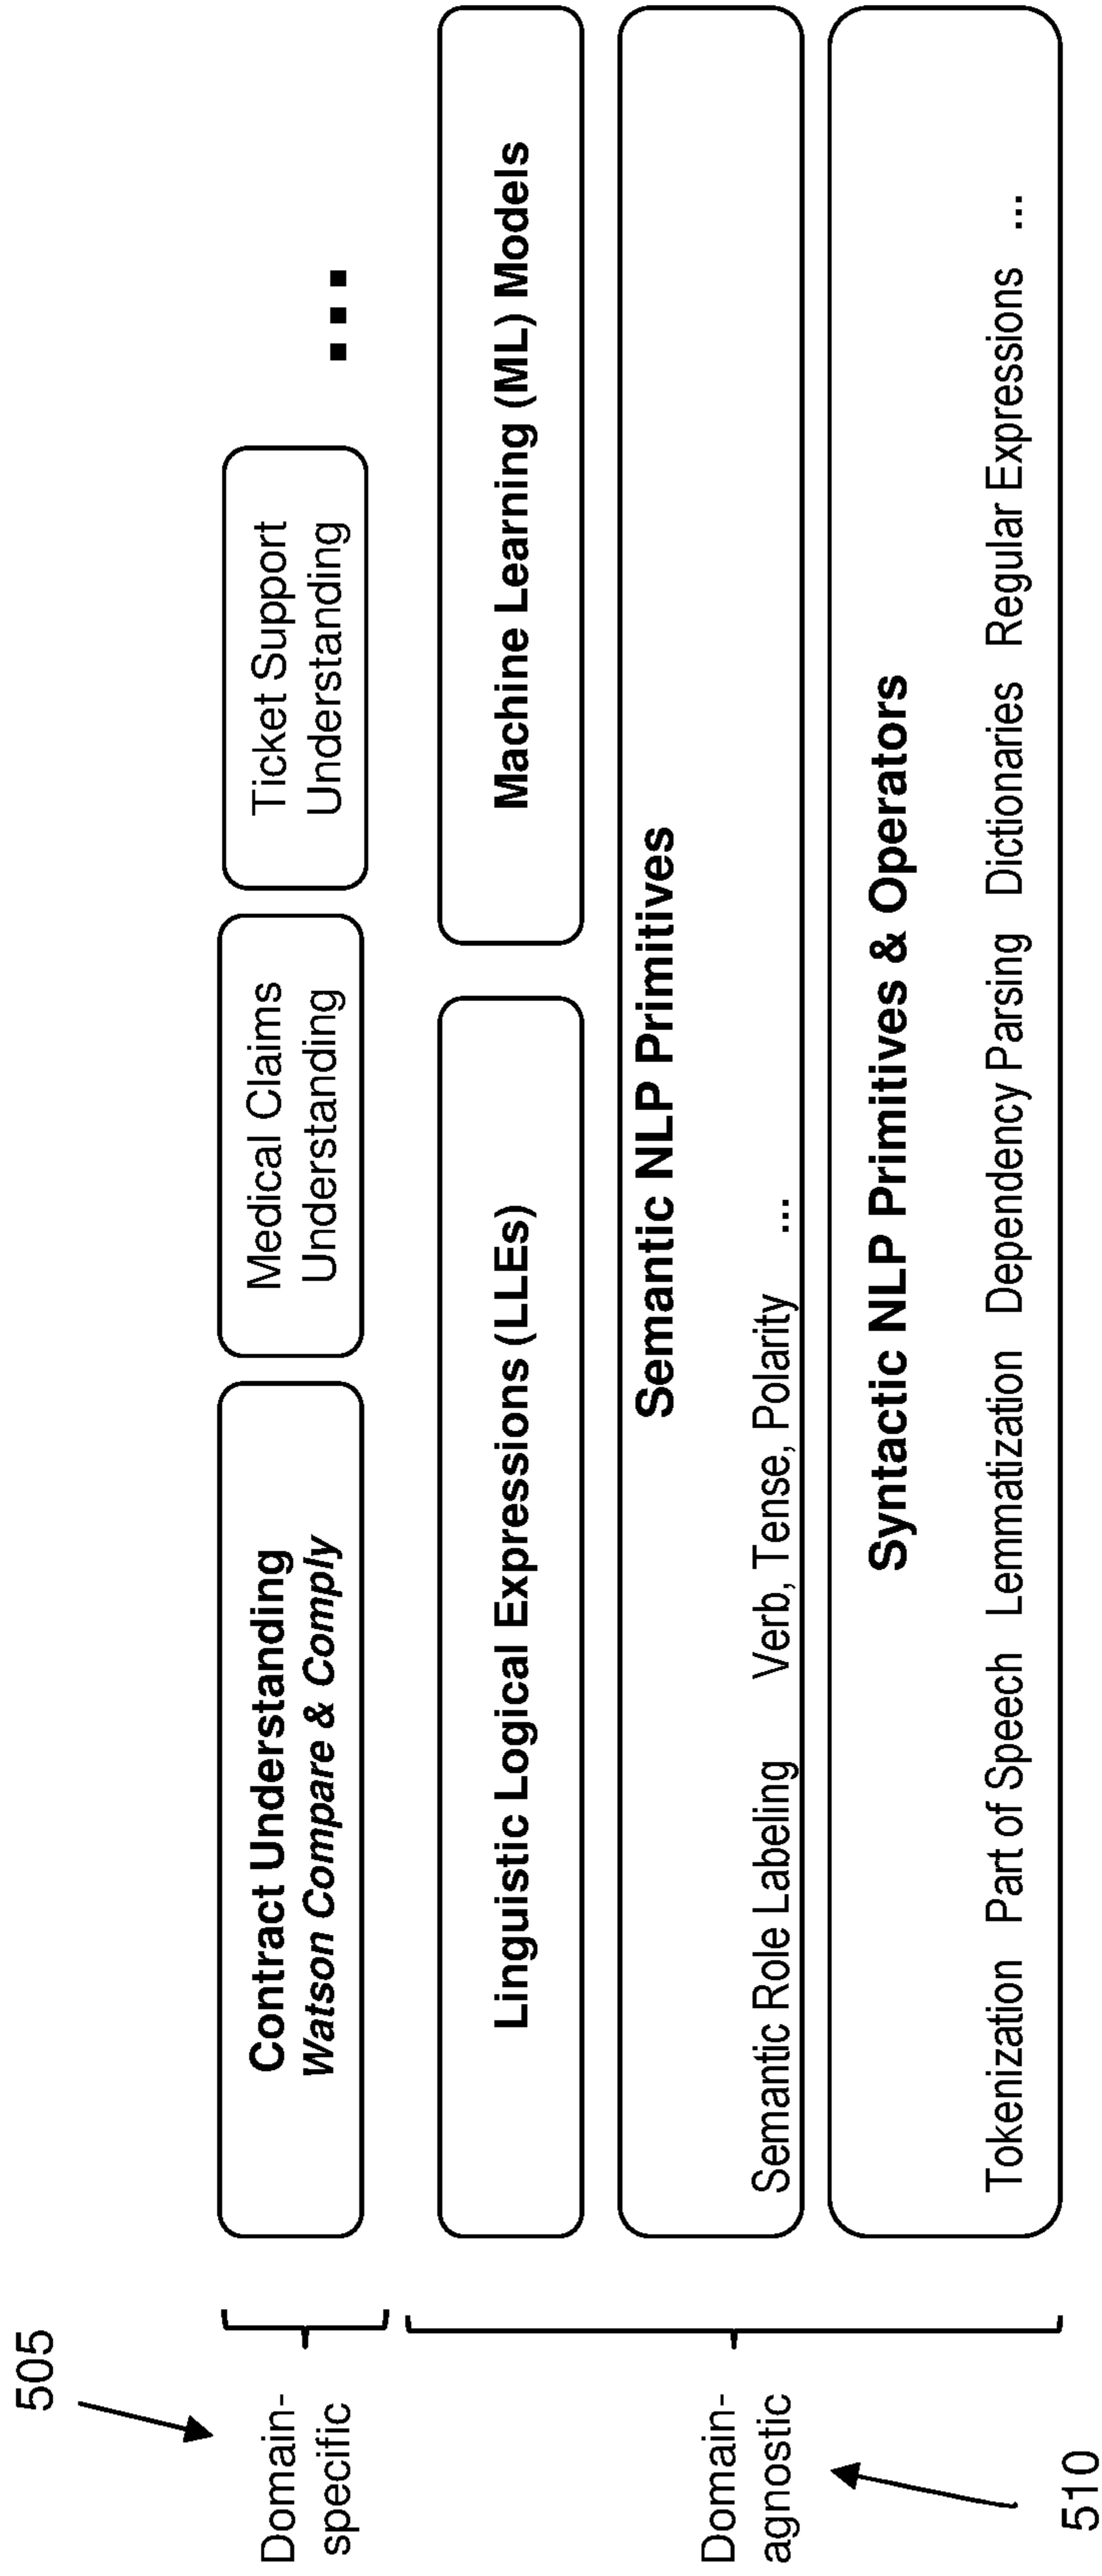 505
Domain-
specific
Contract Understanding
Watson Compare & Comply
Medical Claims
Understanding
Ticket Support
Understanding
...
Domain-
agnostic
510
Linguistic Logical Expressions (LLEs)
Machine Learning (ML) Models
Semantic NLP Primitives
Semantic Role Labeling Verb, Tense, Polarity ...
Syntactic NLP Primitives & Operators
Tokenization Part of Speech Lemmatization Dependency Parsing Dictionaries Regular Expressions ...